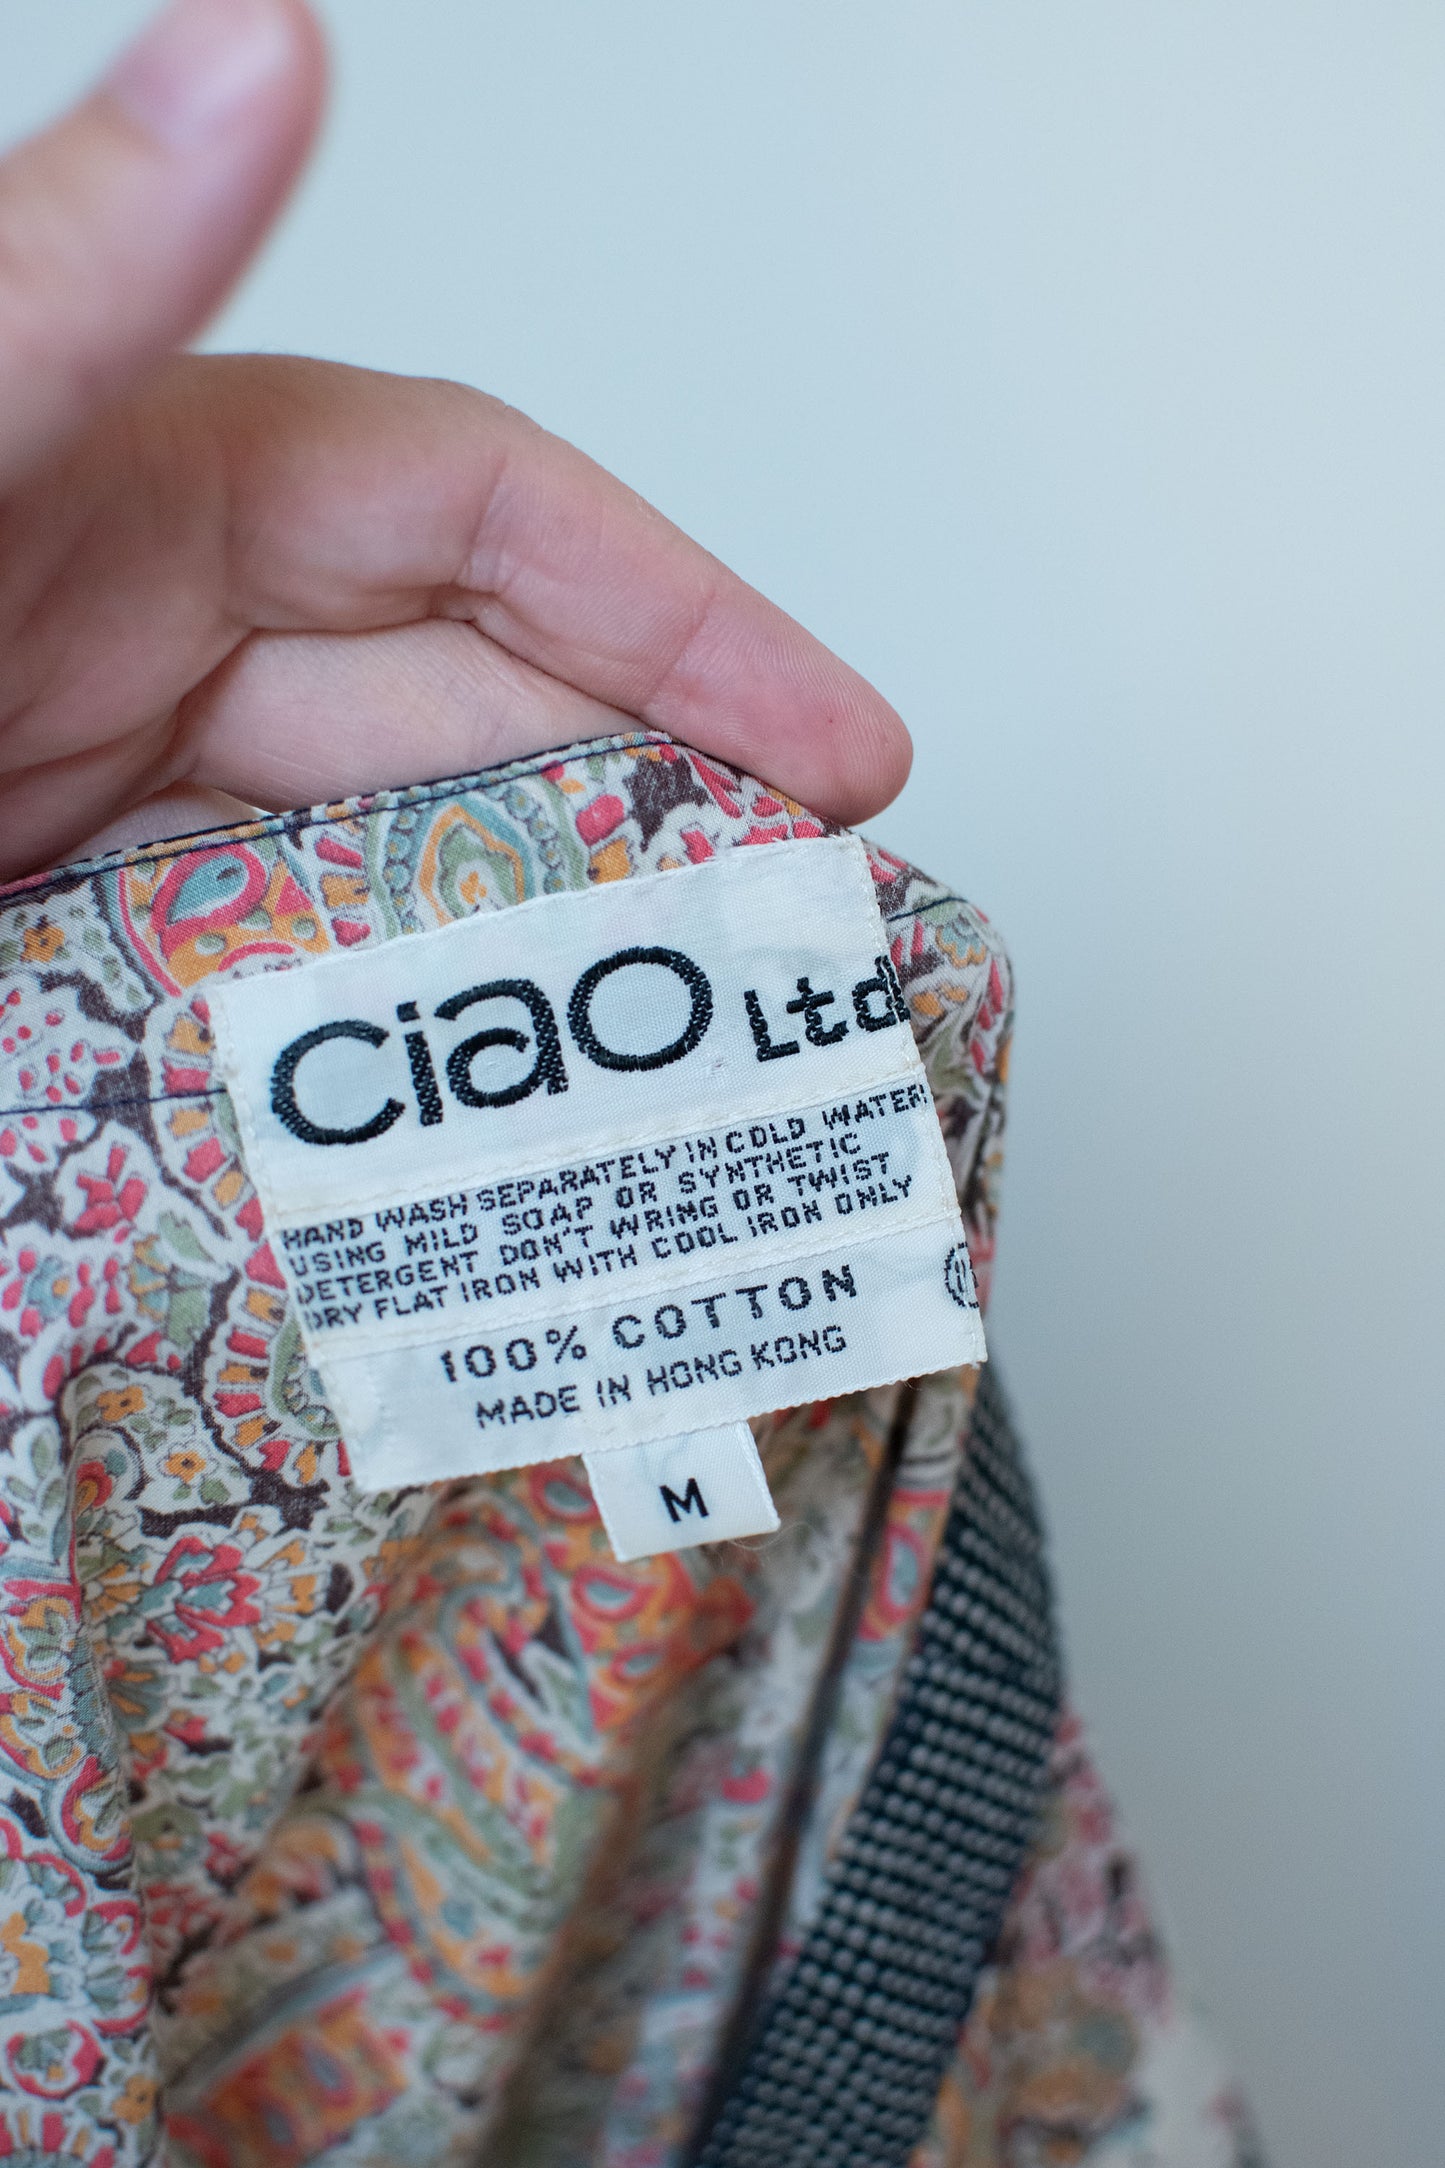 ciao Ltd
HAND WASH SEPARATELY IN COLD WATER
USING MILD SOAP OR SYNTHETIC
DETERGENT DON'T WRING OR TWIST
DRY FLAT IRON WITH COOL IRON ONLY
100% COTTON
MADE IN HONG KONG
M